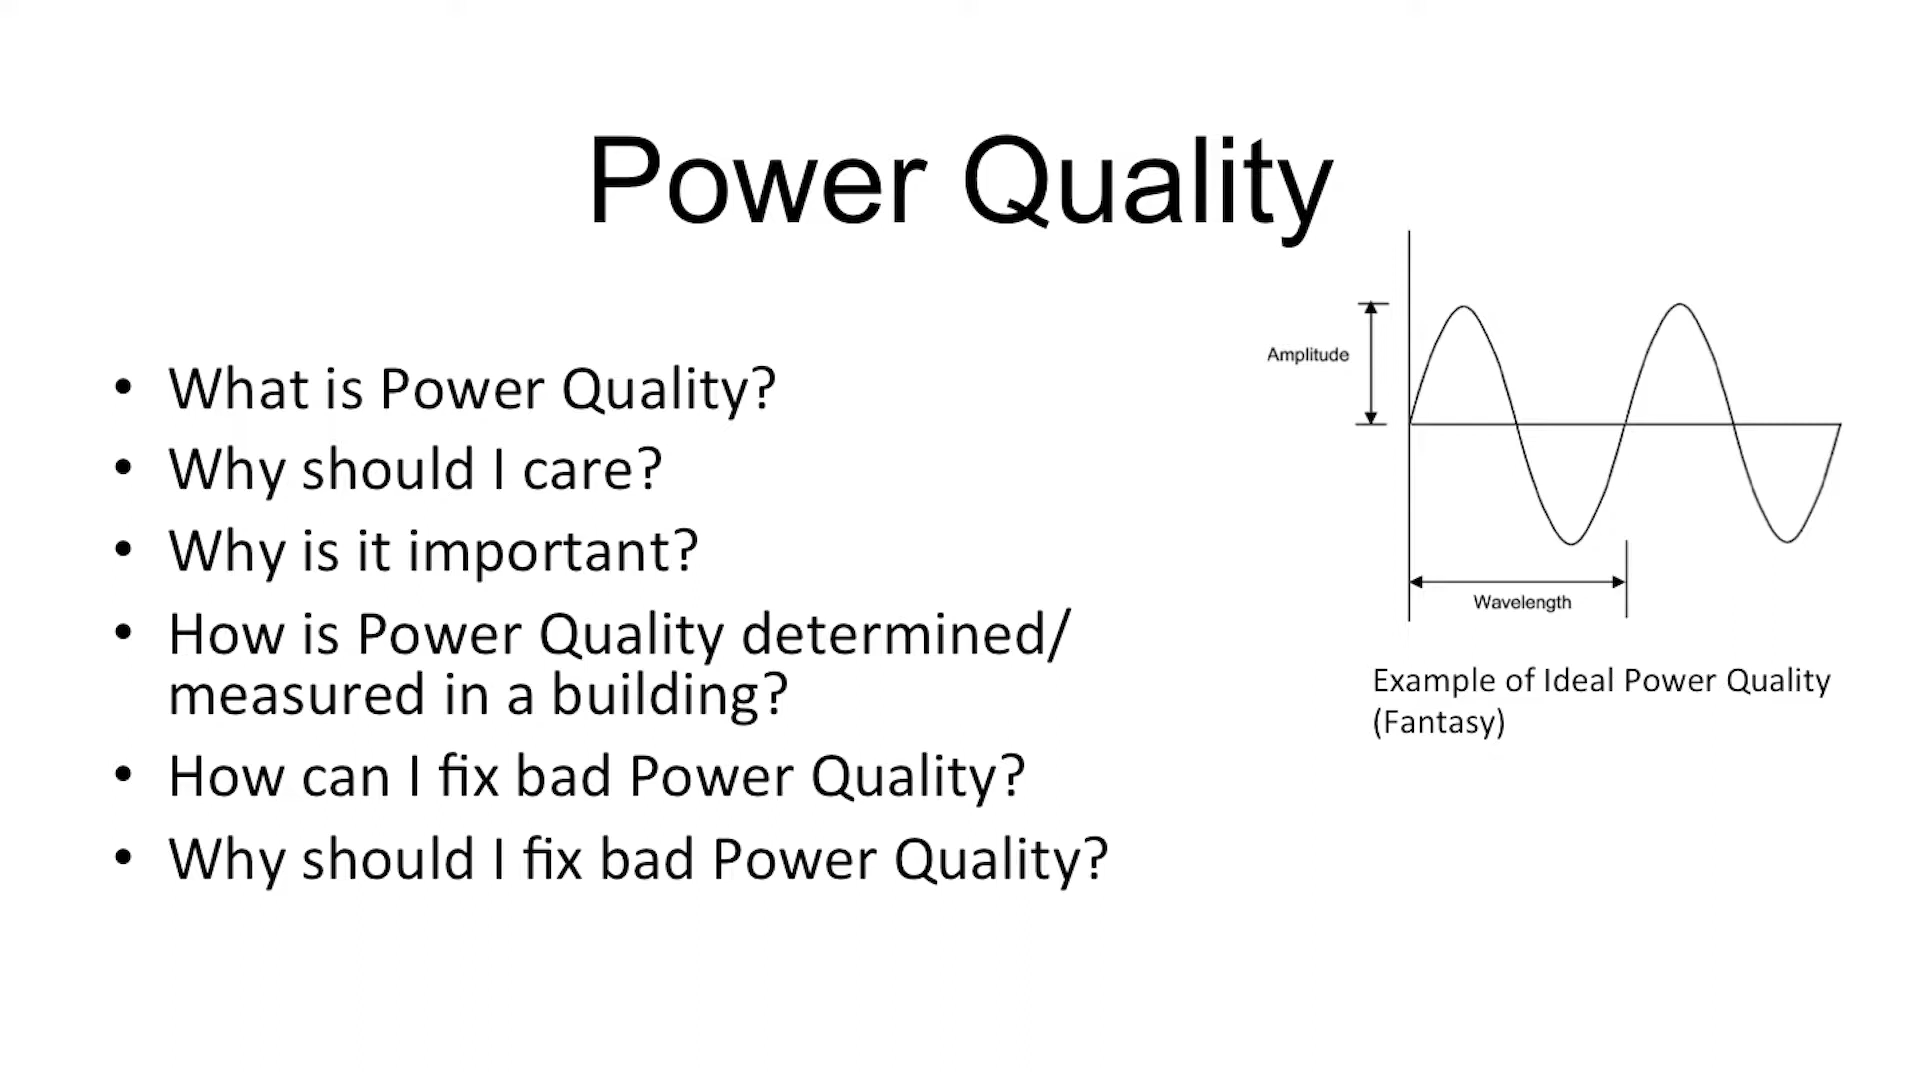 Power Quality
• What is Power Quality?
• Why should I care?
• Why is it important?
• How is Power Quality determined/
measured in a building?
• How can I fix bad Power Quality?
• Why should I fix bad Power Quality?
Amplitude
Wavelength
Example of Ideal Power Quality
(Fantasy)